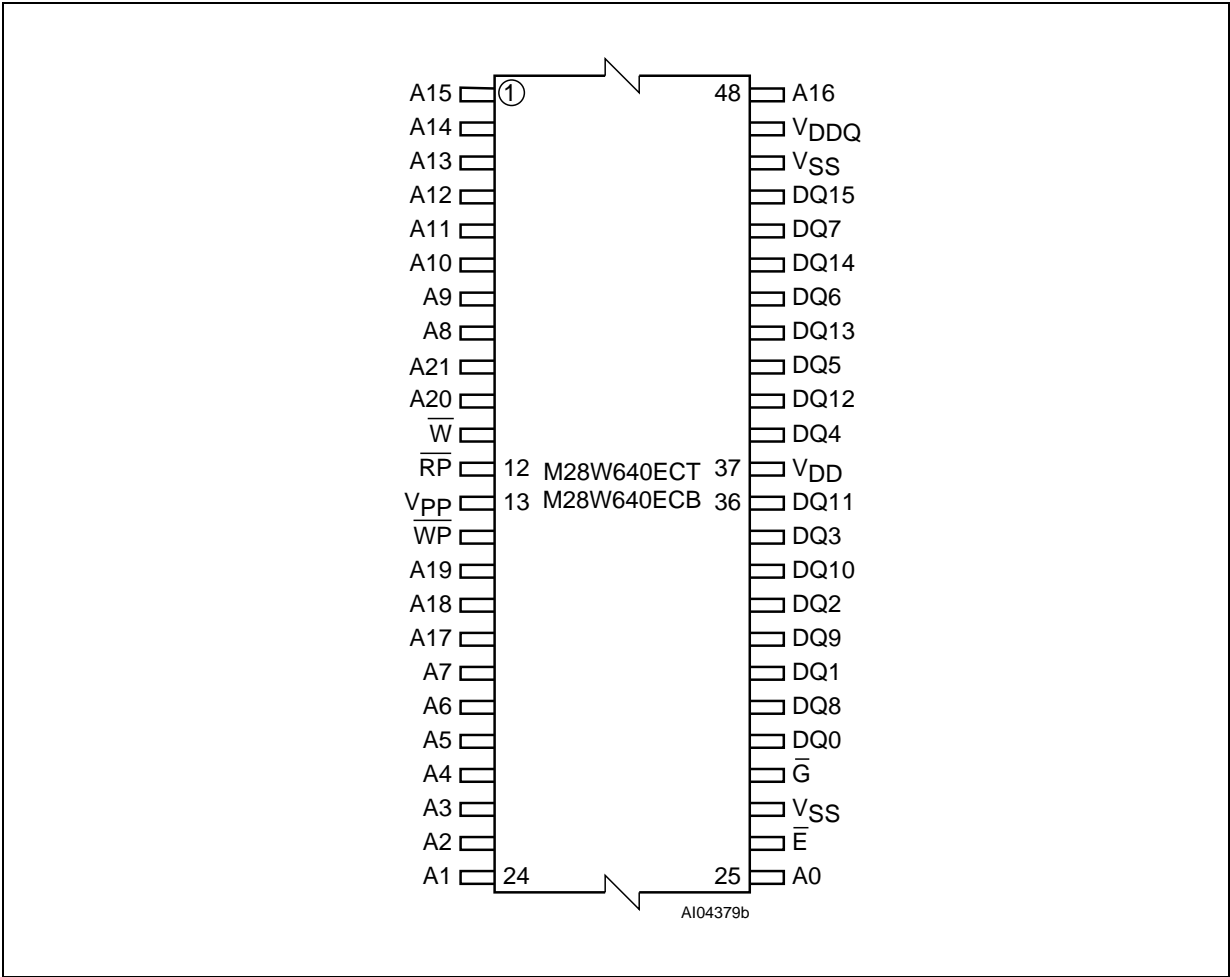 A15 1 48 A16
A14 VDDQ
A13 VSS
A12 DQ15
A11 DQ7
A10 DQ14
A9 DQ6
A8 DQ13
A21 DQ5
A20 DQ12
W̅ DQ4
R̅P̅ 12 M28W640ECT 37 VDD
VPP 13 M28W640ECB 36 DQ11
W̅P̅ DQ3
A19 DQ10
A18 DQ2
A17 DQ9
A7 DQ1
A6 DQ8
A5 DQ0
A4 G̅
A3 VSS
A2 E̅
A1 24 25 A0
AI04379b